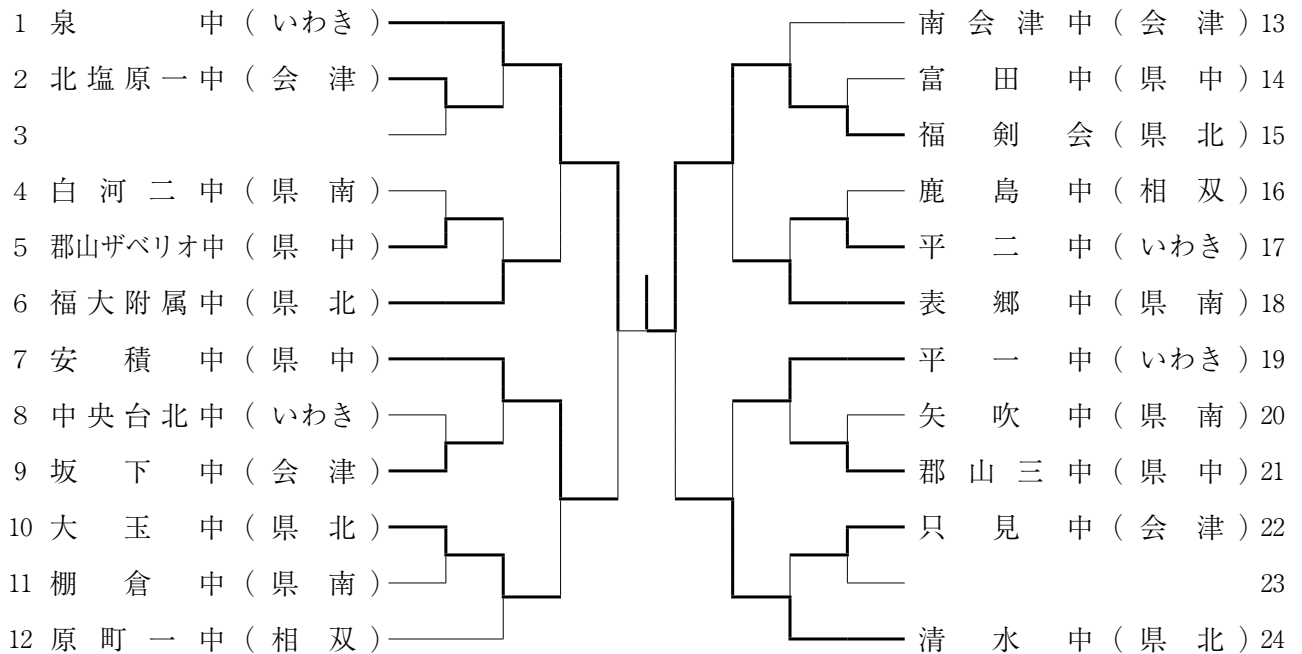 1 泉 中 ( いわき )
2 北塩原一中 ( 会 津 )
3
4 白 河 二 中 ( 県 南 )
5 郡山ザベリオ中 ( 県 中 )
6 福大附属中 ( 県 北 )
7 安 積 中 ( 県 中 )
8 中央台北中 ( いわき )
9 坂 下 中 ( 会 津 )
10 大 玉 中 ( 県 北 )
11 棚 倉 中 ( 県 南 )
12 原 町 一 中 ( 相 双 )
南 会 津 中 ( 会 津 ) 13
富 田 中 ( 県 中 ) 14
福 剣 会 ( 県 北 ) 15
鹿 島 中 ( 相 双 ) 16
平 二 中 ( いわき ) 17
表 郷 中 ( 県 南 ) 18
平 一 中 ( いわき ) 19
矢 吹 中 ( 県 南 ) 20
郡 山 三 中 ( 県 中 ) 21
只 見 中 ( 会 津 ) 22
23
清 水 中 ( 県 北 ) 24